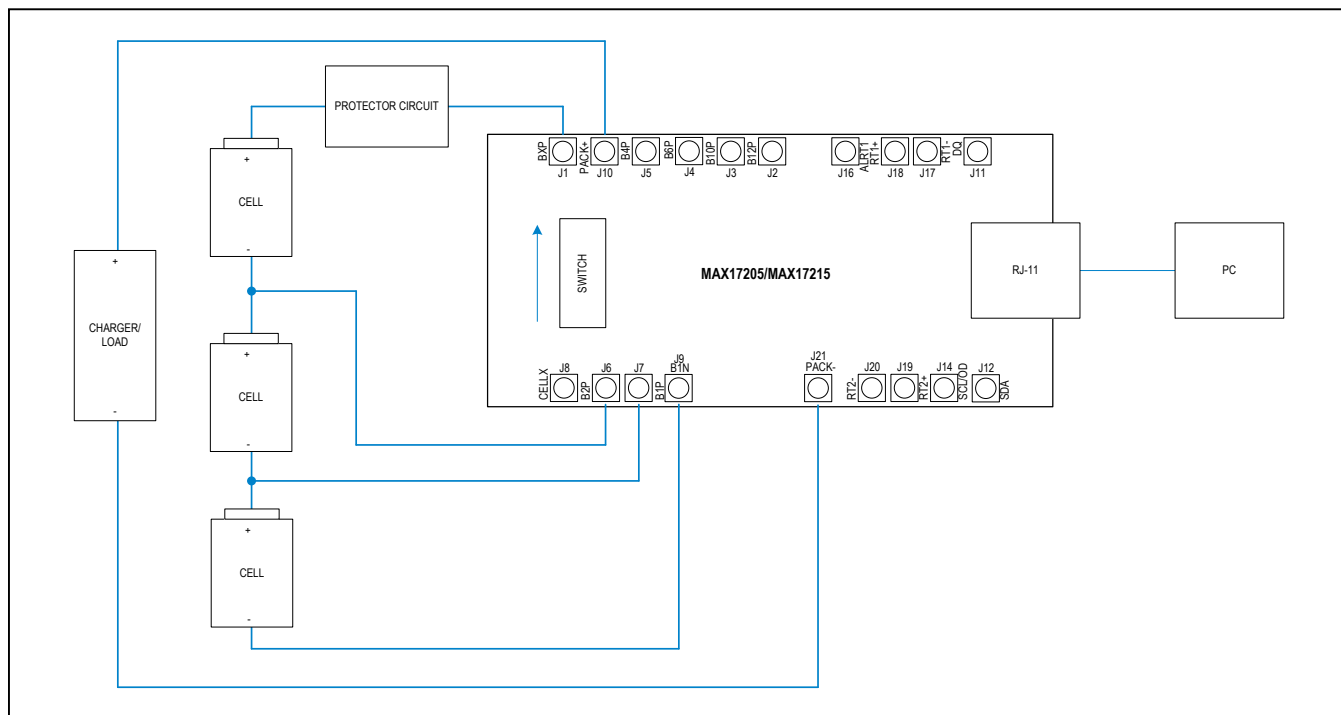 PROTECTOR CIRCUIT
+
CELL
-
+
CELL
-
+
CELL
-
+
CHARGER/
LOAD
-
BXP
J1
PACK+
J10
B4P
J5
B6P
J4
B10P
J3
B12P
J2
J16
ALRT1
RT1+
J18
J17
RT1-
DQ
J11
SWITCH
MAX17205/MAX17215
RJ-11
PC
CELLX
J8
B2P
J6
J7
B1P
J9
B1N
J21
PACK-
RT2-
J20
J19
RT2+
J14
SCL/OD
J12
SDA